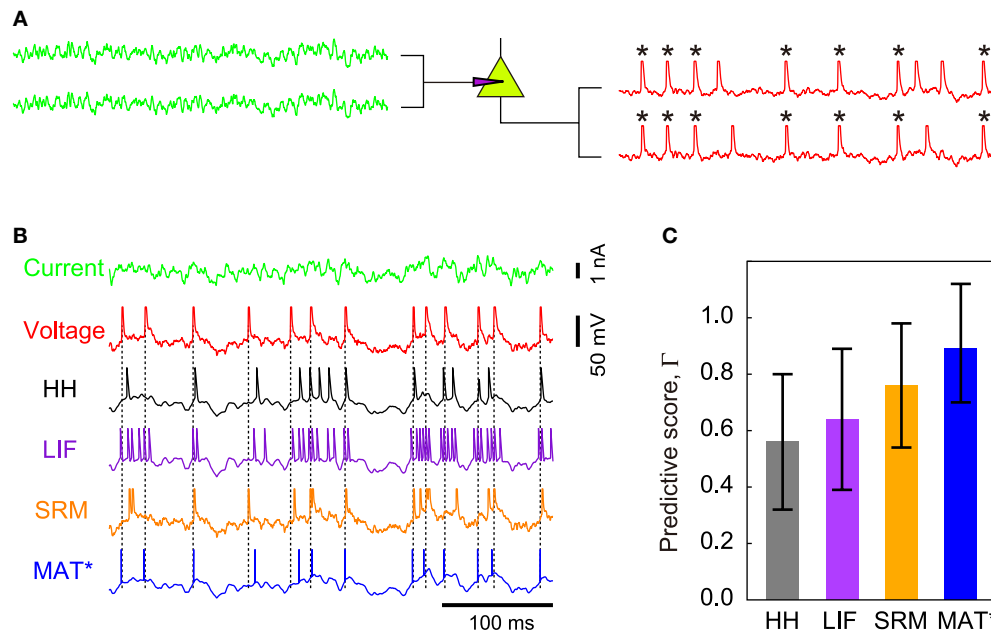 A
* * * * * * *
* * * * * * *
B
Current
1 nA
Voltage
50 mV
HH
LIF
SRM
MAT*
100 ms
C
Predictive score, Γ
1.0
0.8
0.6
0.4
0.2
0.0
HH LIF SRM MAT*